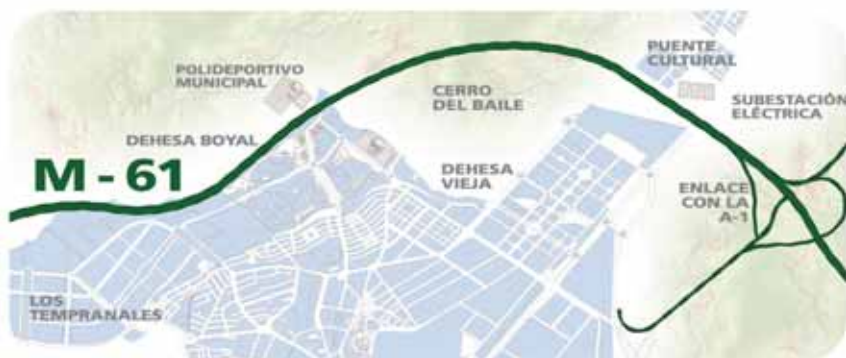 PUENTE
CULTURAL
POLIDEPORTIVO
MUNICIPAL
CERRO
DEL BAILE
SUBESTACIÓN
ELÉCTRICA
DEHESA BOYAL
M - 61
DEHESA
VIEJA
ENLACE
CON LA
A-1
LOS
TEMPRANALES